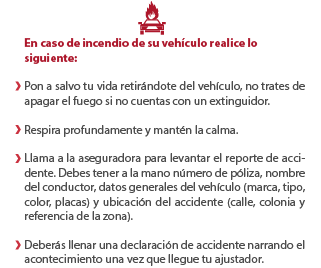 En caso de incendio de su vehículo realice lo
siguiente:
Pon a salvo tu vida retirándote del vehículo, no trates de
apagar el fuego si no cuentas con un extinguidor.
Respira profundamente y mantén la calma.
Llama a la aseguradora para levantar el reporte de acci-
dente. Debes tener a la mano número de póliza, nombre
del conductor, datos generales del vehículo (marca, tipo,
color, placas) y ubicación del accidente (calle, colonia y
referencia de la zona).
Deberás llenar una declaración de accidente narrando el
acontecimiento una vez que llegue tu ajustador.